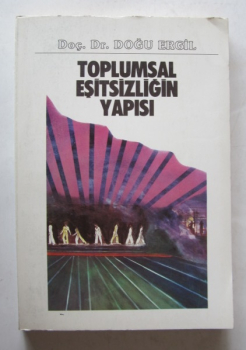 Doç. Dr. DOĞU ERGİL
TOPLUMSAL
EŞİTSİZLİĞİN
YAPISI